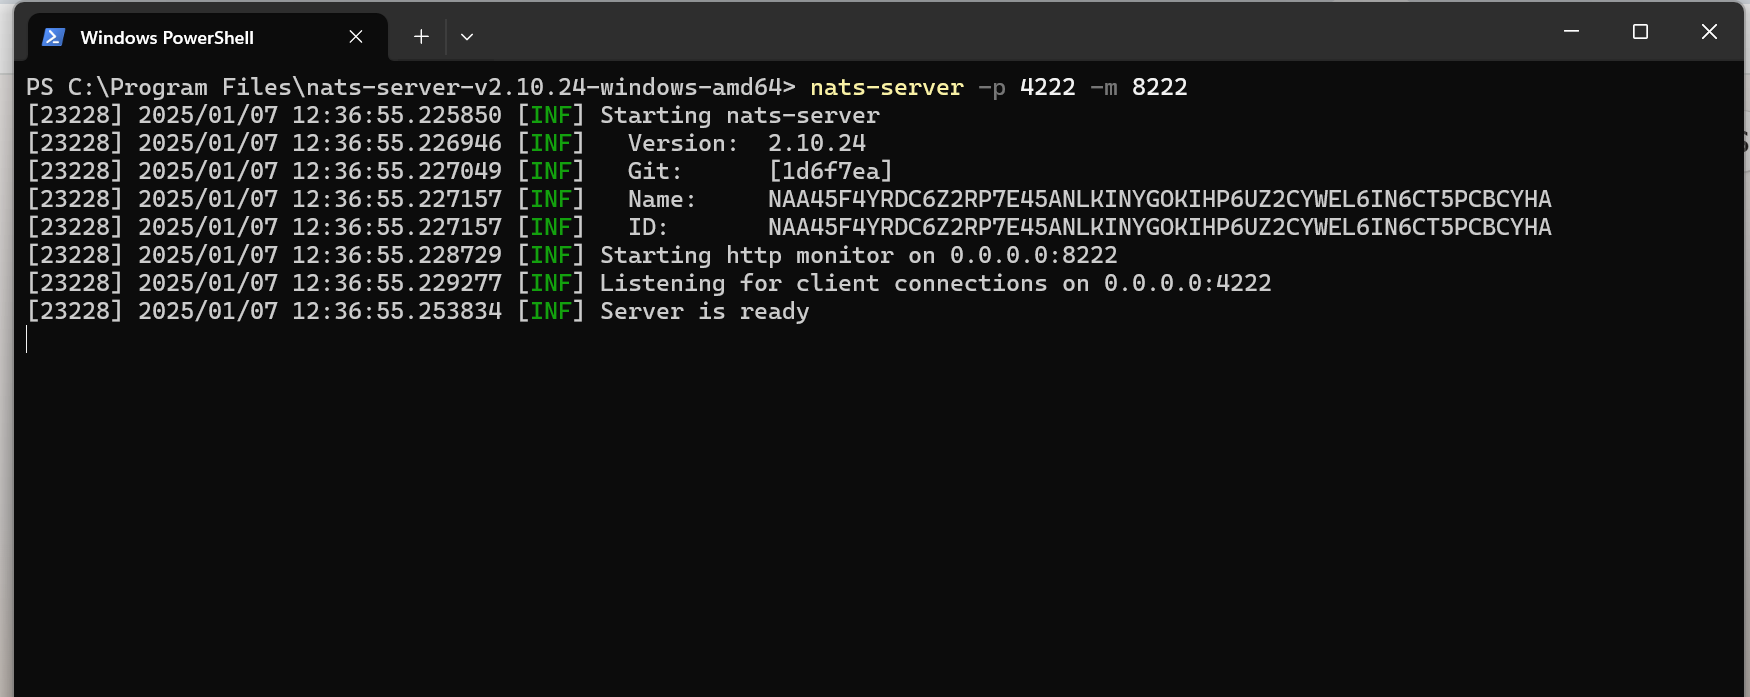 Windows PowerShell
PS C:\Program Files\nats-server-v2.10.24-windows-amd64> nats-server -p 4222 -m 8222
[23228] 2025/01/07 12:36:55.225850 [INF] Starting nats-server
[23228] 2025/01/07 12:36:55.226946 [INF]   Version:  2.10.24
[23228] 2025/01/07 12:36:55.227049 [INF]   Git:      [1d6f7ea]
[23228] 2025/01/07 12:36:55.227157 [INF]   Name:     NAA45F4YRDC6Z2RP7E45ANLKINYGOKIHP6UZ2CYWEL6IN6CT5PCBCYHA
[23228] 2025/01/07 12:36:55.227157 [INF]   ID:       NAA45F4YRDC6Z2RP7E45ANLKINYGOKIHP6UZ2CYWEL6IN6CT5PCBCYHA
[23228] 2025/01/07 12:36:55.228729 [INF] Starting http monitor on 0.0.0.0:8222
[23228] 2025/01/07 12:36:55.229277 [INF] Listening for client connections on 0.0.0.0:4222
[23228] 2025/01/07 12:36:55.253834 [INF] Server is ready